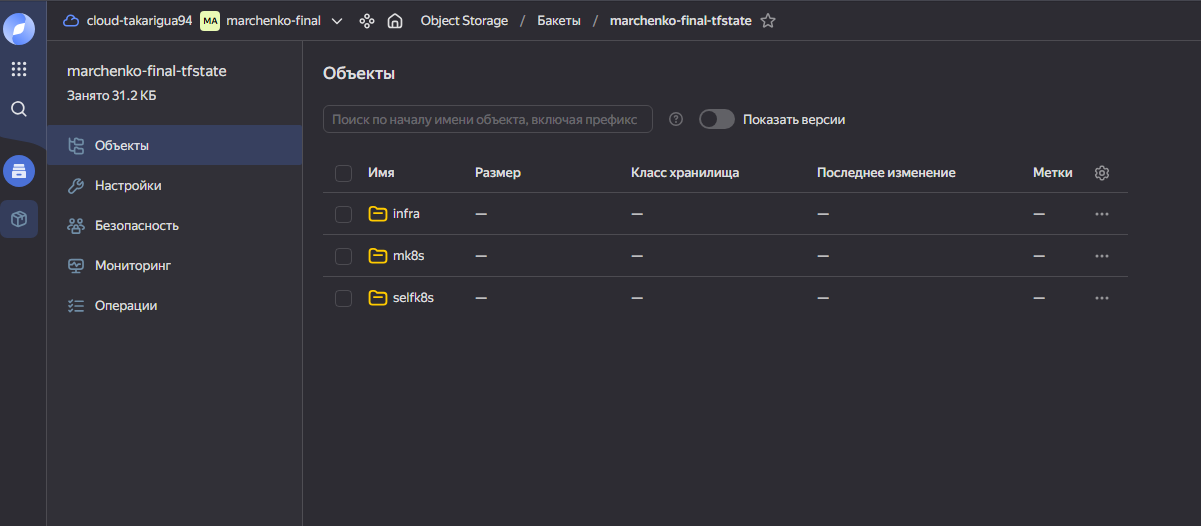 cloud-takarigua94 MA marchenko-final Object Storage / Бакеты / marchenko-final-tfstate
marchenko-final-tfstate
Занято 31.2 КБ
Объекты
Настройки
Безопасность
Мониторинг
Операции
Объекты
Поиск по началу имени объекта, включая префикс ? Показать версии
Имя Размер Класс хранилища Последнее изменение Метки
infra — — — —
mk8s — — — —
selfk8s — — — —